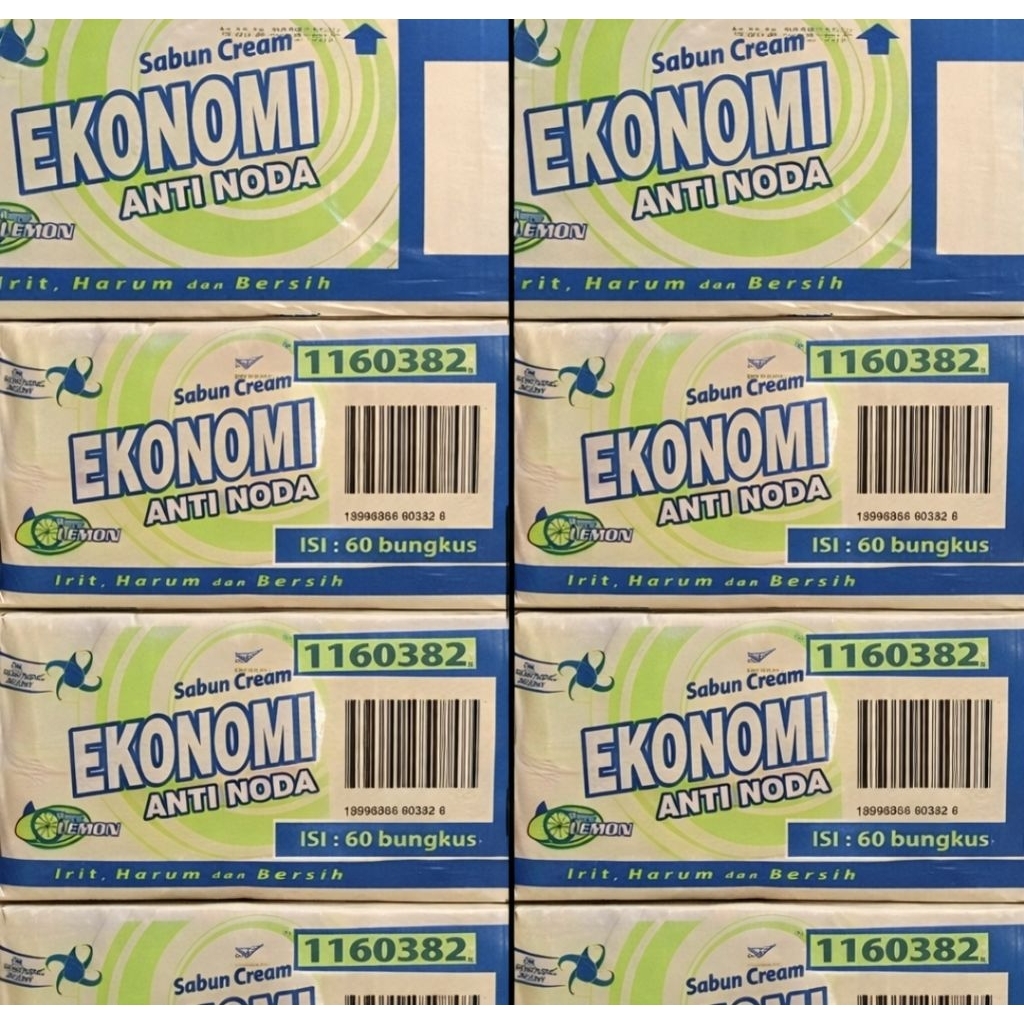 Sabun Cream
EKONOMI
ANTI NODA
LEMON
Irit, Harum dan Bersih
Sabun Cream
EKONOMI
ANTI NODA
LEMON
rit, Harum dan Bersih
1160382
Sabun Cream
EKONOMI
ANTI NODA
18996866 60382 6
LEMON
ISI : 60 bungkus
Irit, Harum dan Bersih
1160382
Sabun Cream
EKONOMI
ANTI NODA
18996866 60382 6
LEMON
ISI : 60 bungkus
Irit, Harum dan Bersih
1160382
Sabun Cream
EKONOMI
ANTI NODA
18996866 60382 6
LEMON
ISI : 60 bungkus
Irit, Harum dan Bersih
1160382
Sabun Cream
EKONOMI
ANTI NODA
18996866 60382 6
LEMON
ISI : 60 bungkus
Irit, Harum dan Bersih
1160382
Sabun Cream
EKONOMI
1160382
Sabun Cream
EKONOMI